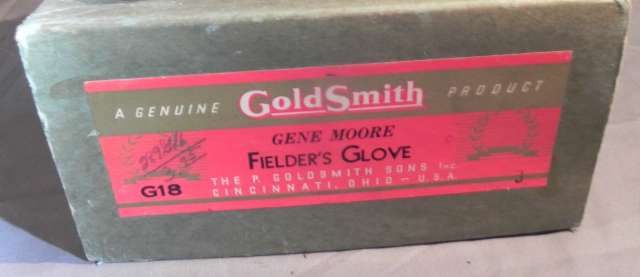 A GENUINE GoldSmith PRODUCT
GENE MOORE
FIELDER'S GLOVE
G18
THE P. GOLDSMITH SONS Inc.
CINCINNATI, OHIO — U.S.A.
J